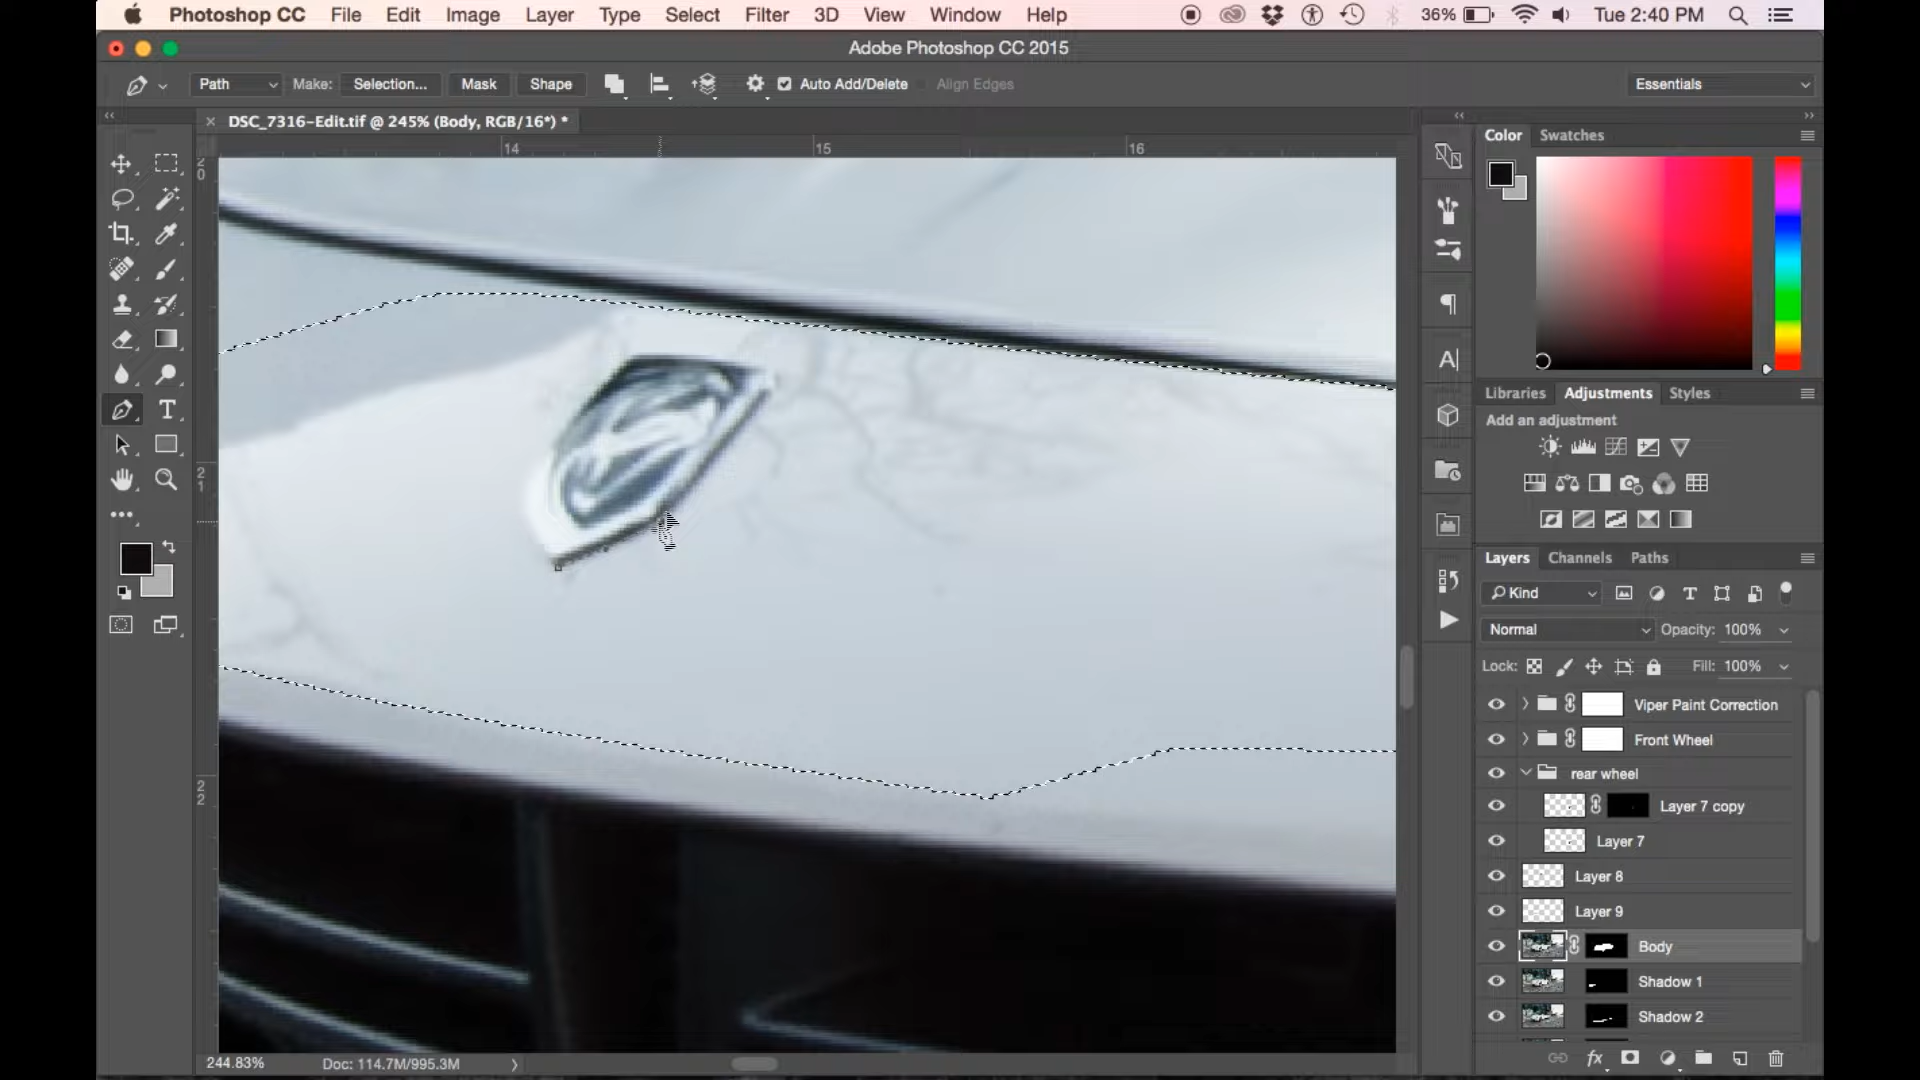 Photoshop CC File Edit Image Layer Type Select Filter 3D View Window Help 36% Tue 2:40 PM
Adobe Photoshop CC 2015
Path Make: Selection... Mask Shape Auto Add/Delete Align Edges Essentials
DSC_7316-Edit.tif @ 245% (Body, RGB/16*) *
Color Swatches
14 15 16
2
0
2
1
2
2
Libraries Adjustments Styles
Add an adjustment
Layers Channels Paths
Kind
Normal Opacity: 100%
Lock: Fill: 100%
Viper Paint Correction
Front Wheel
rear wheel
Layer 7 copy
Layer 7
Layer 8
Layer 9
Body
Shadow 1
Shadow 2
244.83% Doc: 114.7M/995.3M